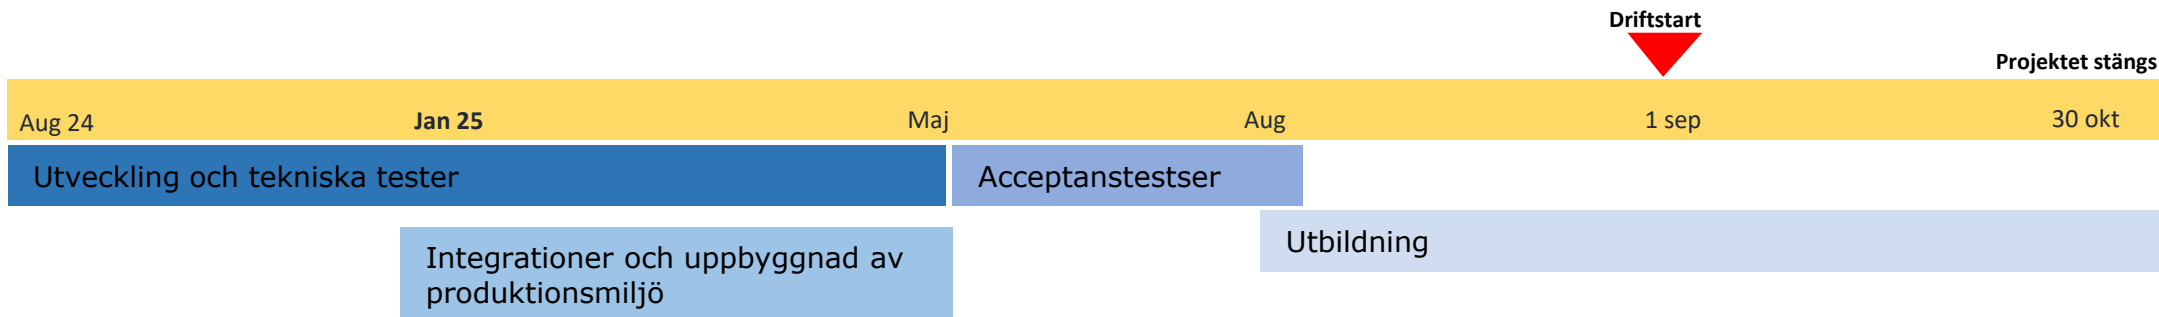 Driftstart
Projektet stängs
Aug 24
Jan 25
Maj
Aug
1 sep
30 okt
Utveckling och tekniska tester
Acceptanstestser
Utbildning
Integrationer och uppbyggnad av
produktionsmiljö